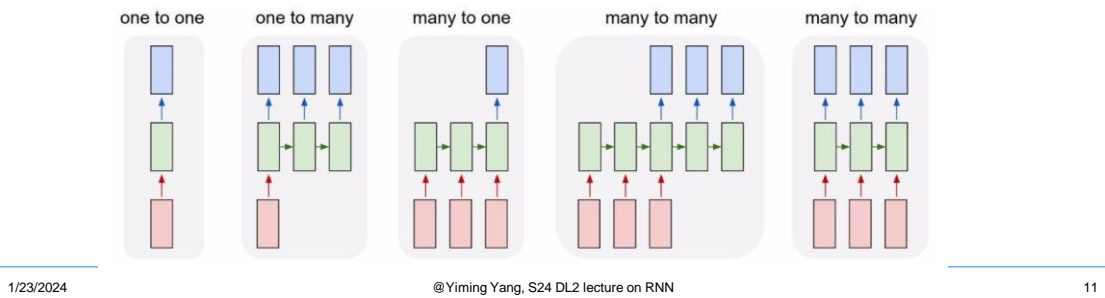 one to one one to many many to one many to many many to many
1/23/2024 @Yiming Yang, S24 DL2 lecture on RNN 11